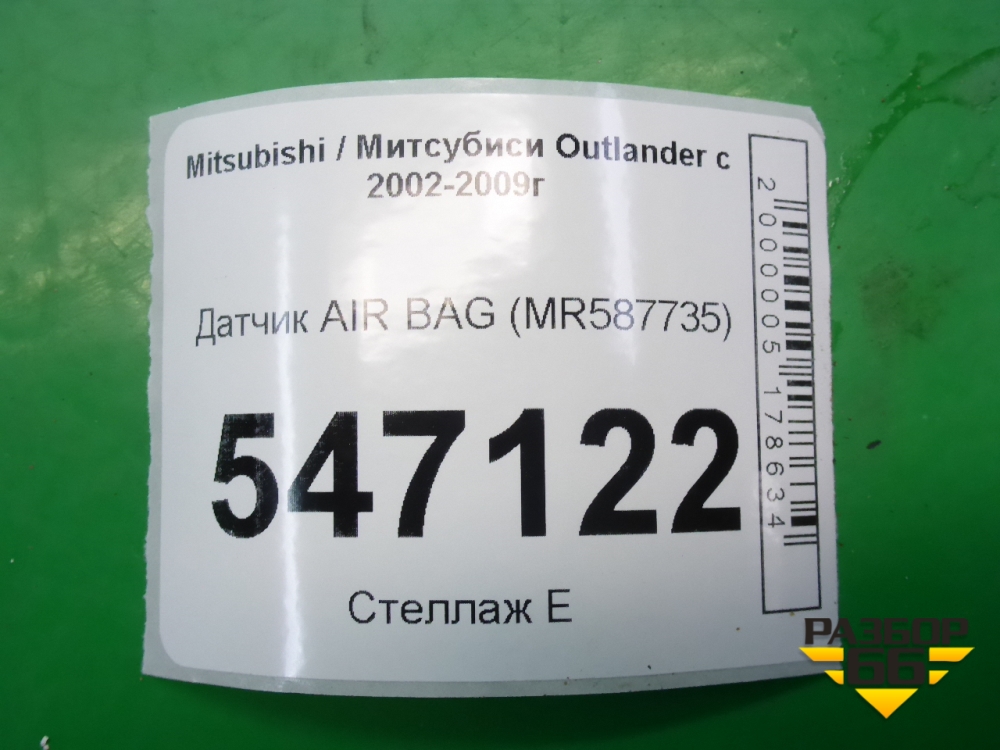 Mitsubishi / Митсубиси Outlander с
2002-2009г
Датчик AIR BAG (MR587735)
547122
Стеллаж Е
2000005178634
РАЗБОР
66